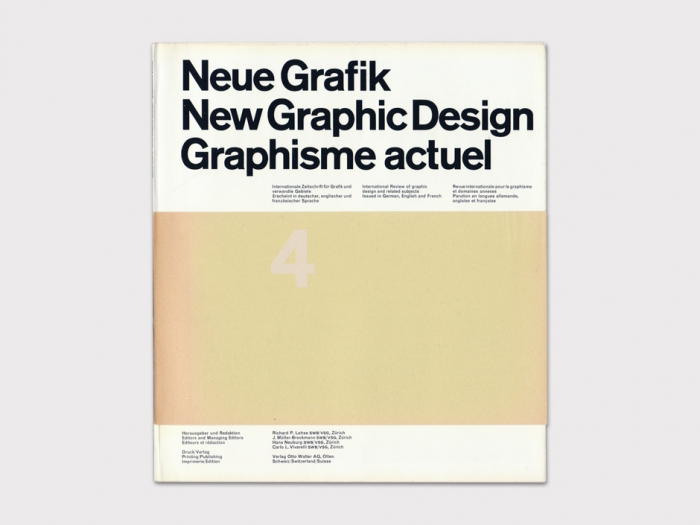 Neue Grafik
New Graphic Design
Graphisme actuel
Internationale Zeitschrift für Grafik und
verwandte Gebiete
Erscheint in deutscher, englischer und
französischer Sprache
International Review of graphic
design and related subjects
Issued in German, English and French
Revue internationale pour le graphisme
et domaines annexes
Parution en langues allemande,
anglaise et française
4
Herausgeber und Redaktion
Editors and Managing Editors
Editeurs et rédaction
Druck Verlag
Printing Publishing
Imprimerie Edition
Richard P. Lohse SWB/VSG, Zürich
J. Müller-Brockmann SWB/VSG, Zürich
Hans Neuburg SWB/VSG, Zürich
Carlo L. Vivarelli SWB/VSG, Zürich
Verlag Otto Walter AG, Olten
Schweiz Switzerland Suisse